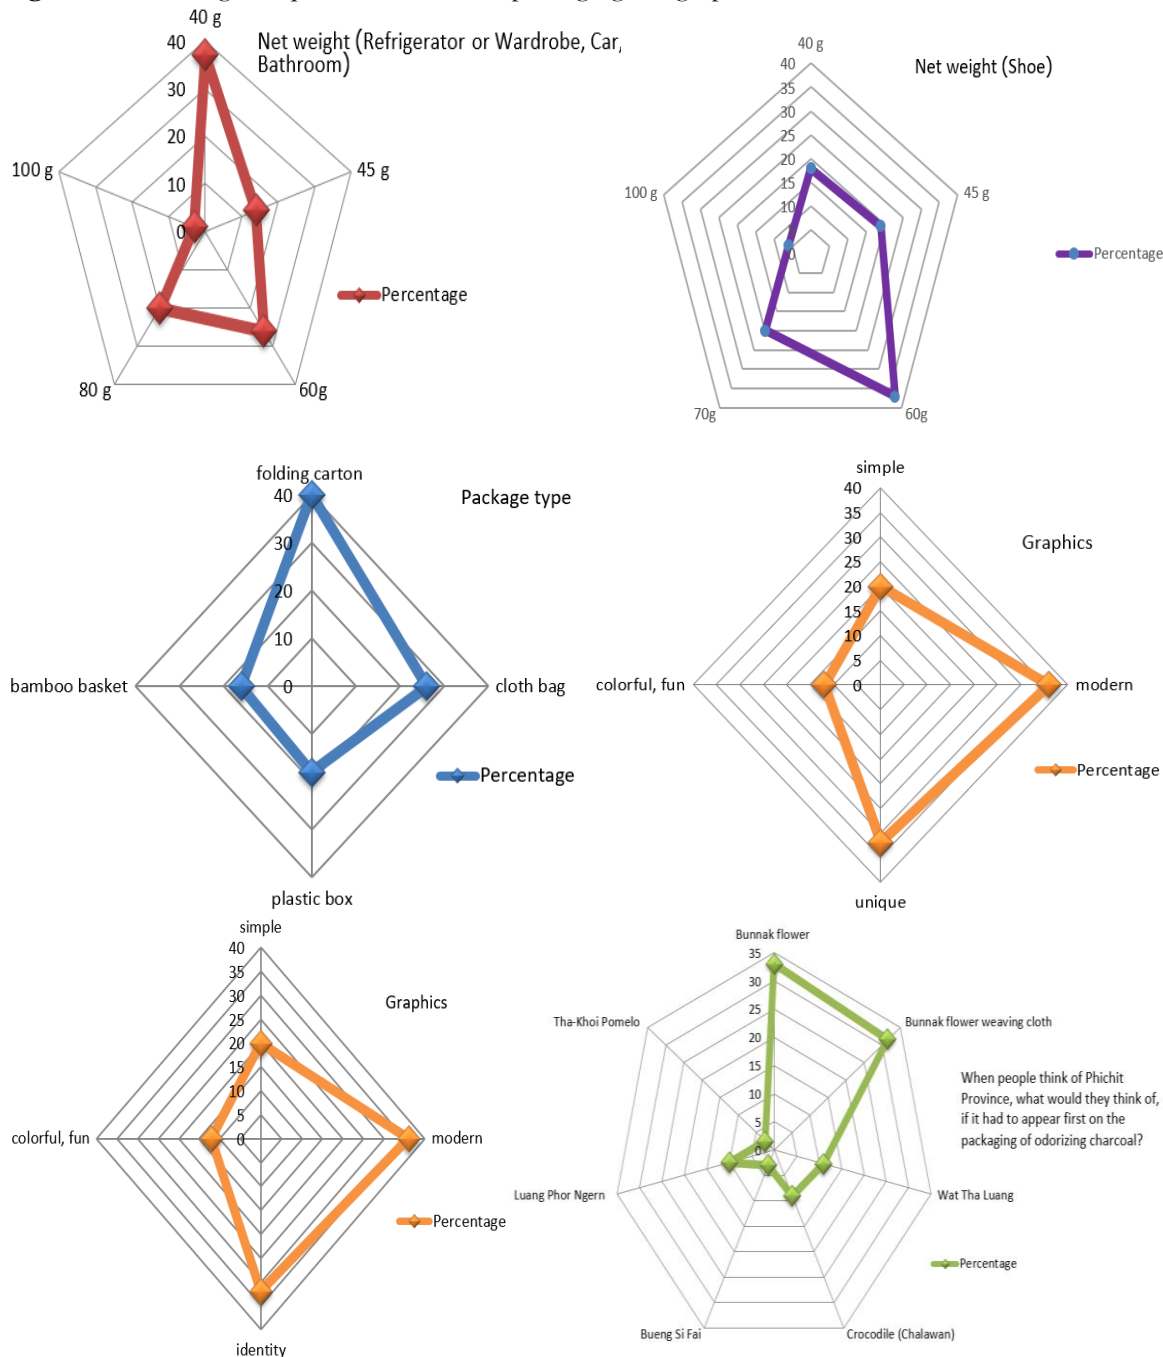 40 g
Net weight (Refrigerator or Wardrobe, Car,
Bathroom)
40
30
20
10
0
100 g
45 g
80 g
60g
Percentage
40 g
Net weight (Shoe)
40
35
30
25
20
15
10
0
100 g
45 g
70g
60g
Percentage
folding carton
Package type
40
30
20
10
0
bamboo basket
cloth bag
plastic box
Percentage
simple
Graphics
40
35
30
25
20
15
10
5
0
colorful, fun
modern
unique
Percentage
simple
Graphics
40
35
30
25
20
15
10
5
0
colorful, fun
modern
identity
Percentage
Bunnak flower
35
30
25
20
15
10
5
0
Tha-Khoi Pomelo
Bunnak flower weaving cloth
When people think of Phichit
Province, what would they think of,
if it had to appear first on the
packaging of odorizing charcoal?
Luang Phor Ngern
Wat Tha Luang
Bueng Si Fai
Crocodile (Chalawan)
Percentage